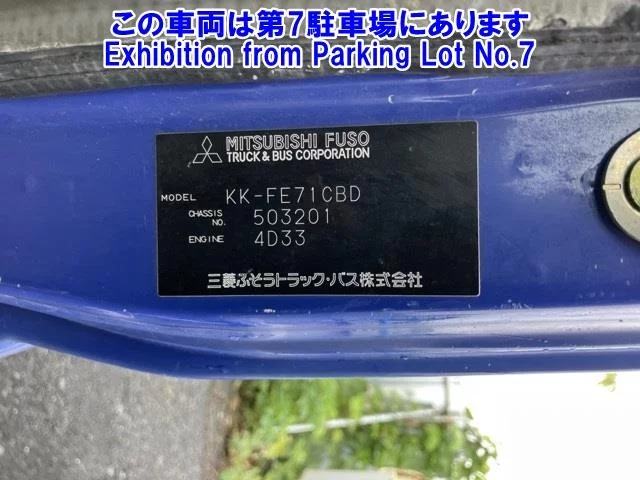 この車両は第7駐車場にあります
Exhibition from Parking Lot No.7
MITSUBISHI FUSO
TRUCK & BUS CORPORATION
MODEL KK-FE71CBD
CHASSIS NO. 503201
ENGINE 4D33
三菱ふそうトラック・バス株式会社